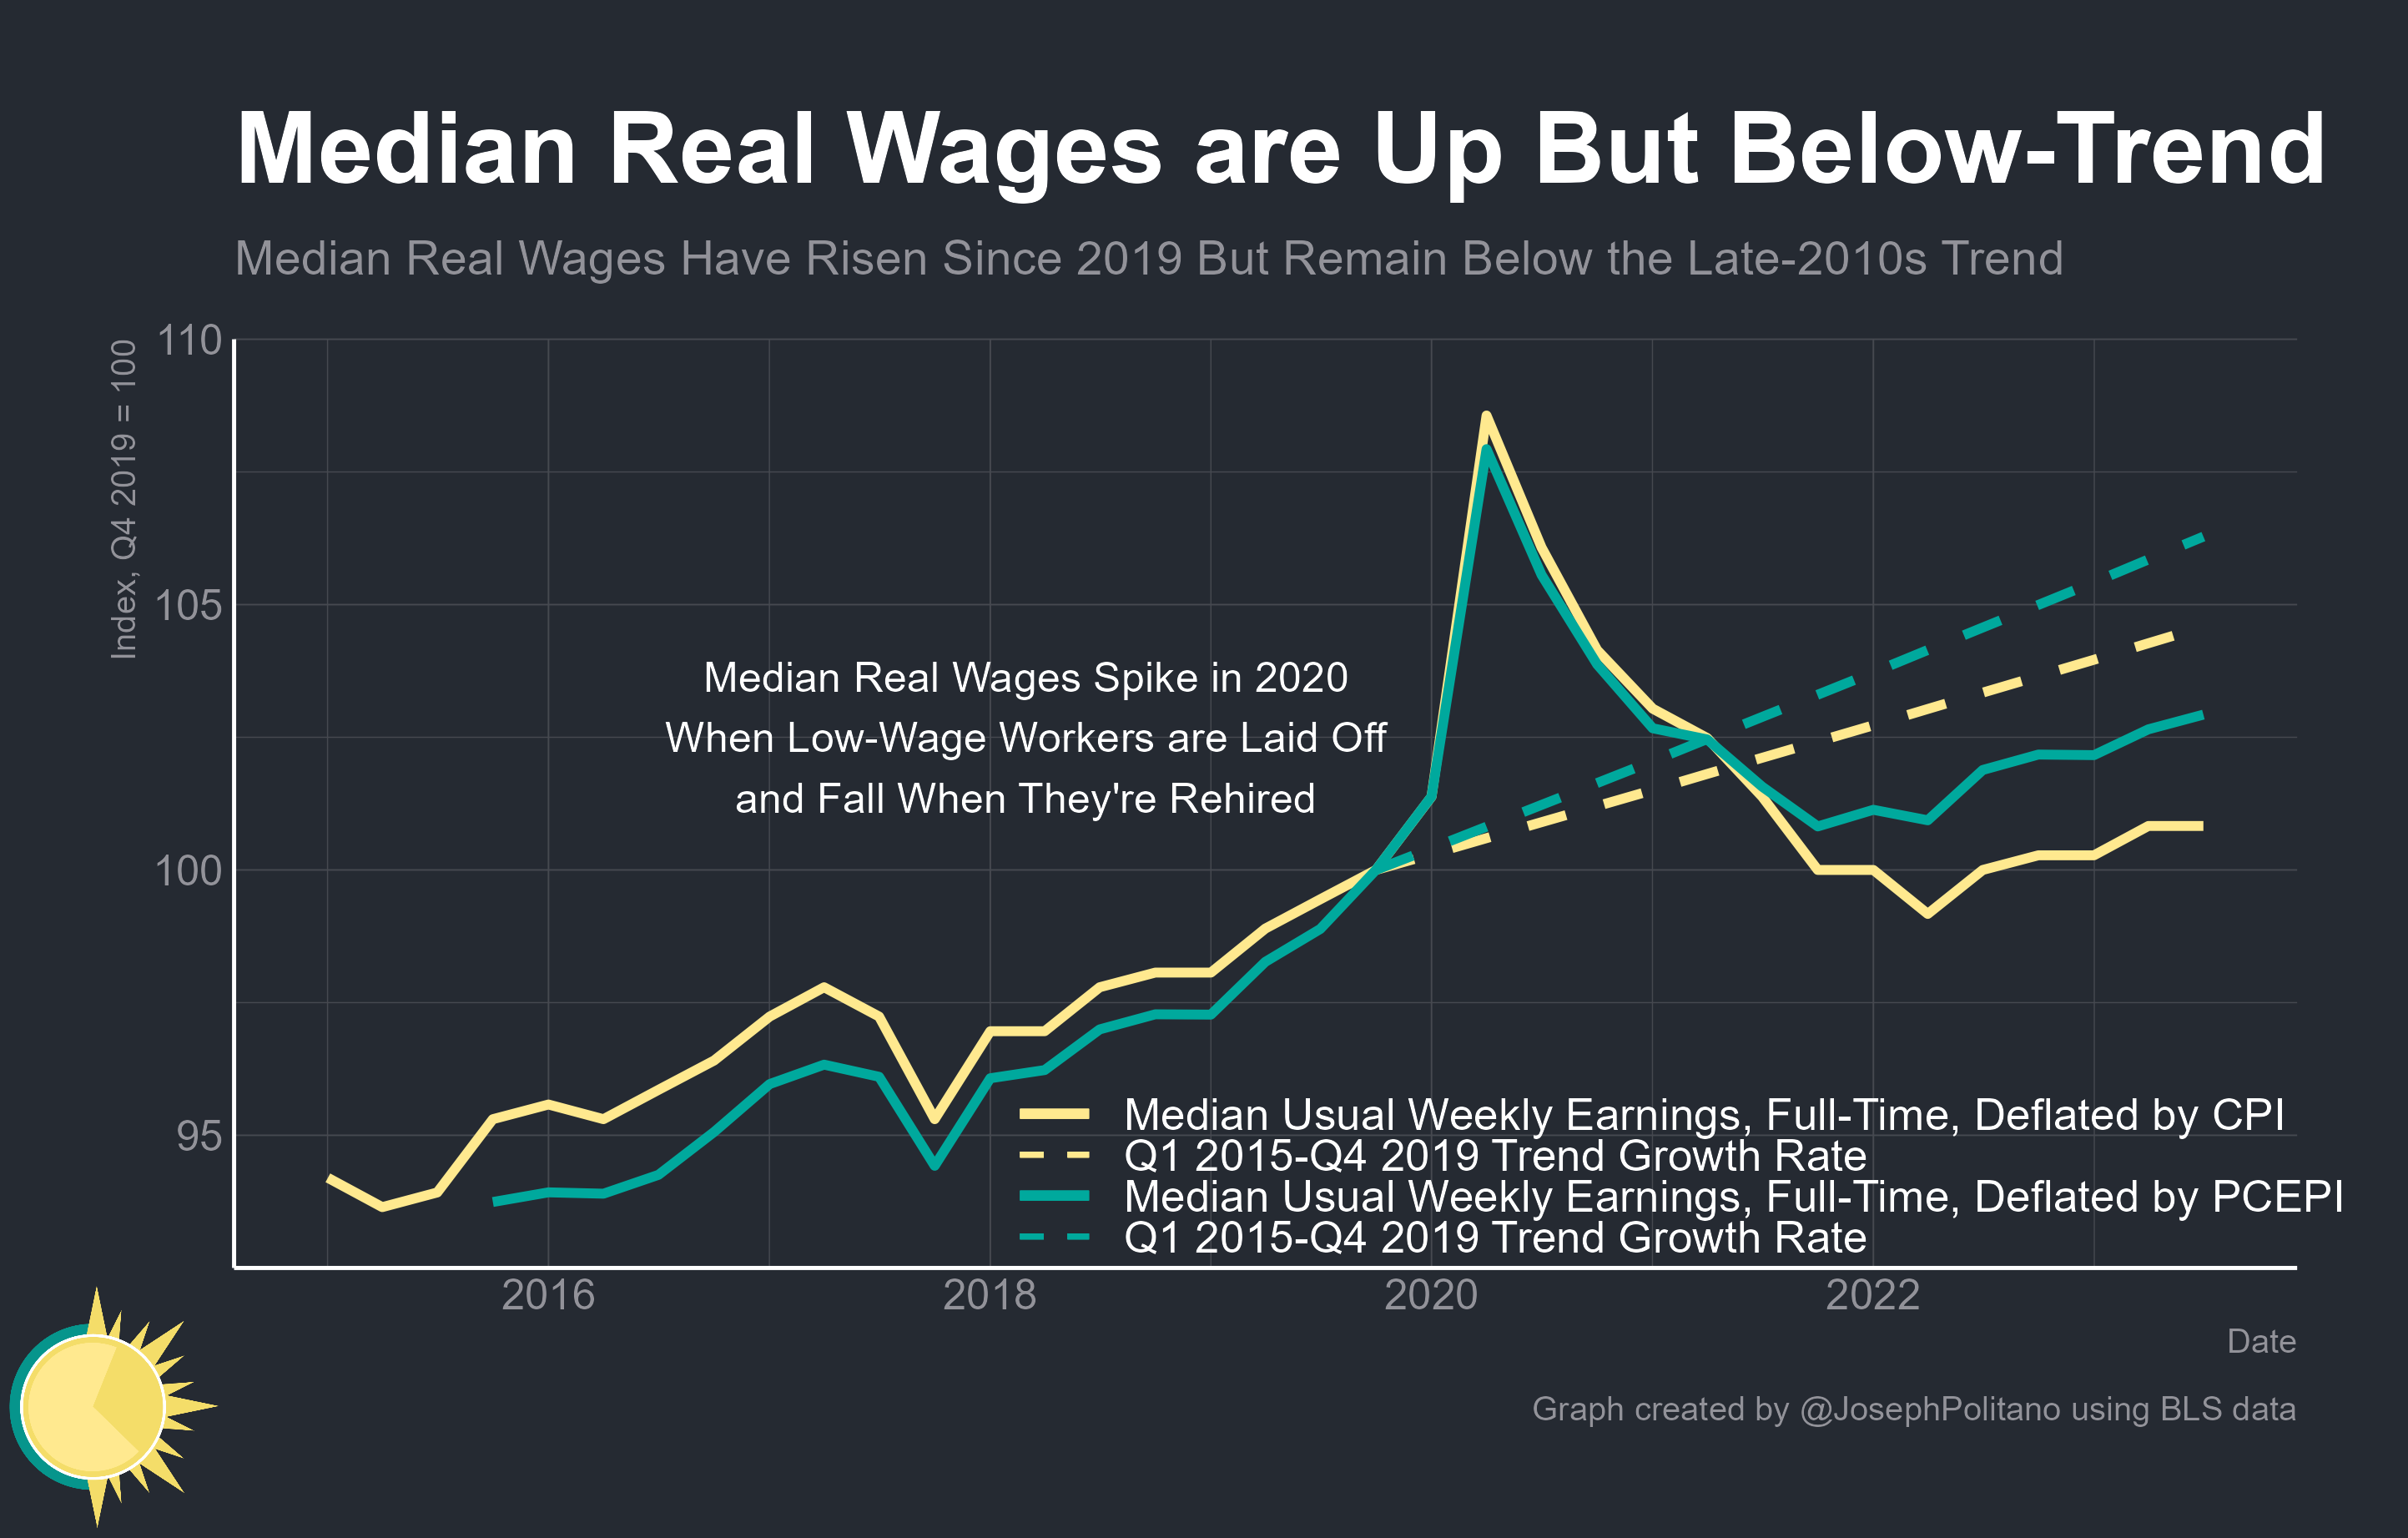 Median Real Wages are Up But Below-Trend
Median Real Wages Have Risen Since 2019 But Remain Below the Late-2010s Trend
Index, Q4 2019 = 100
110
105
100
95
Median Real Wages Spike in 2020
When Low-Wage Workers are Laid Off
and Fall When They're Rehired
Median Usual Weekly Earnings, Full-Time, Deflated by CPI
Q1 2015-Q4 2019 Trend Growth Rate
Median Usual Weekly Earnings, Full-Time, Deflated by PCEPI
Q1 2015-Q4 2019 Trend Growth Rate
2016
2018
2020
2022
Date
Graph created by @JosephPolitano using BLS data